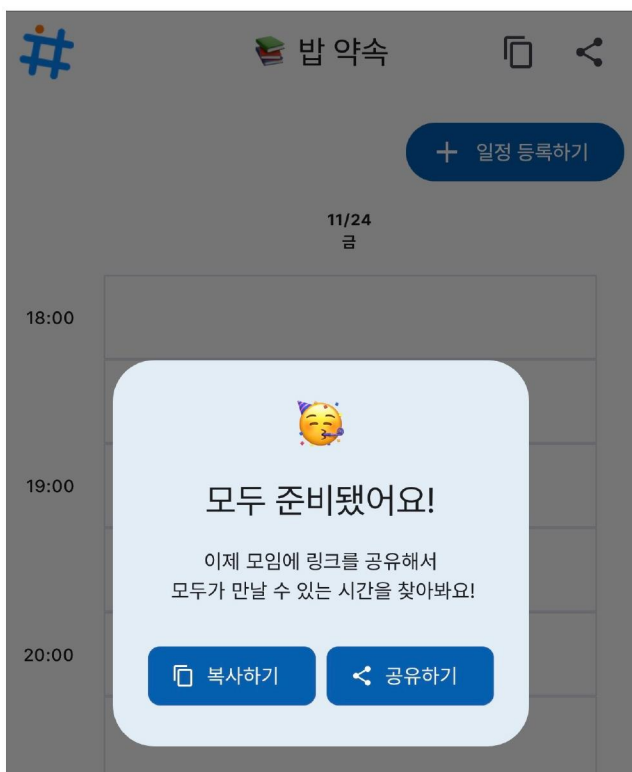 밥 약속
일정 등록하기
11/24
금
18:00
19:00
20:00
모두 준비됐어요!
이제 모임에 링크를 공유해서
모두가 만날 수 있는 시간을 찾아봐요!
복사하기
공유하기